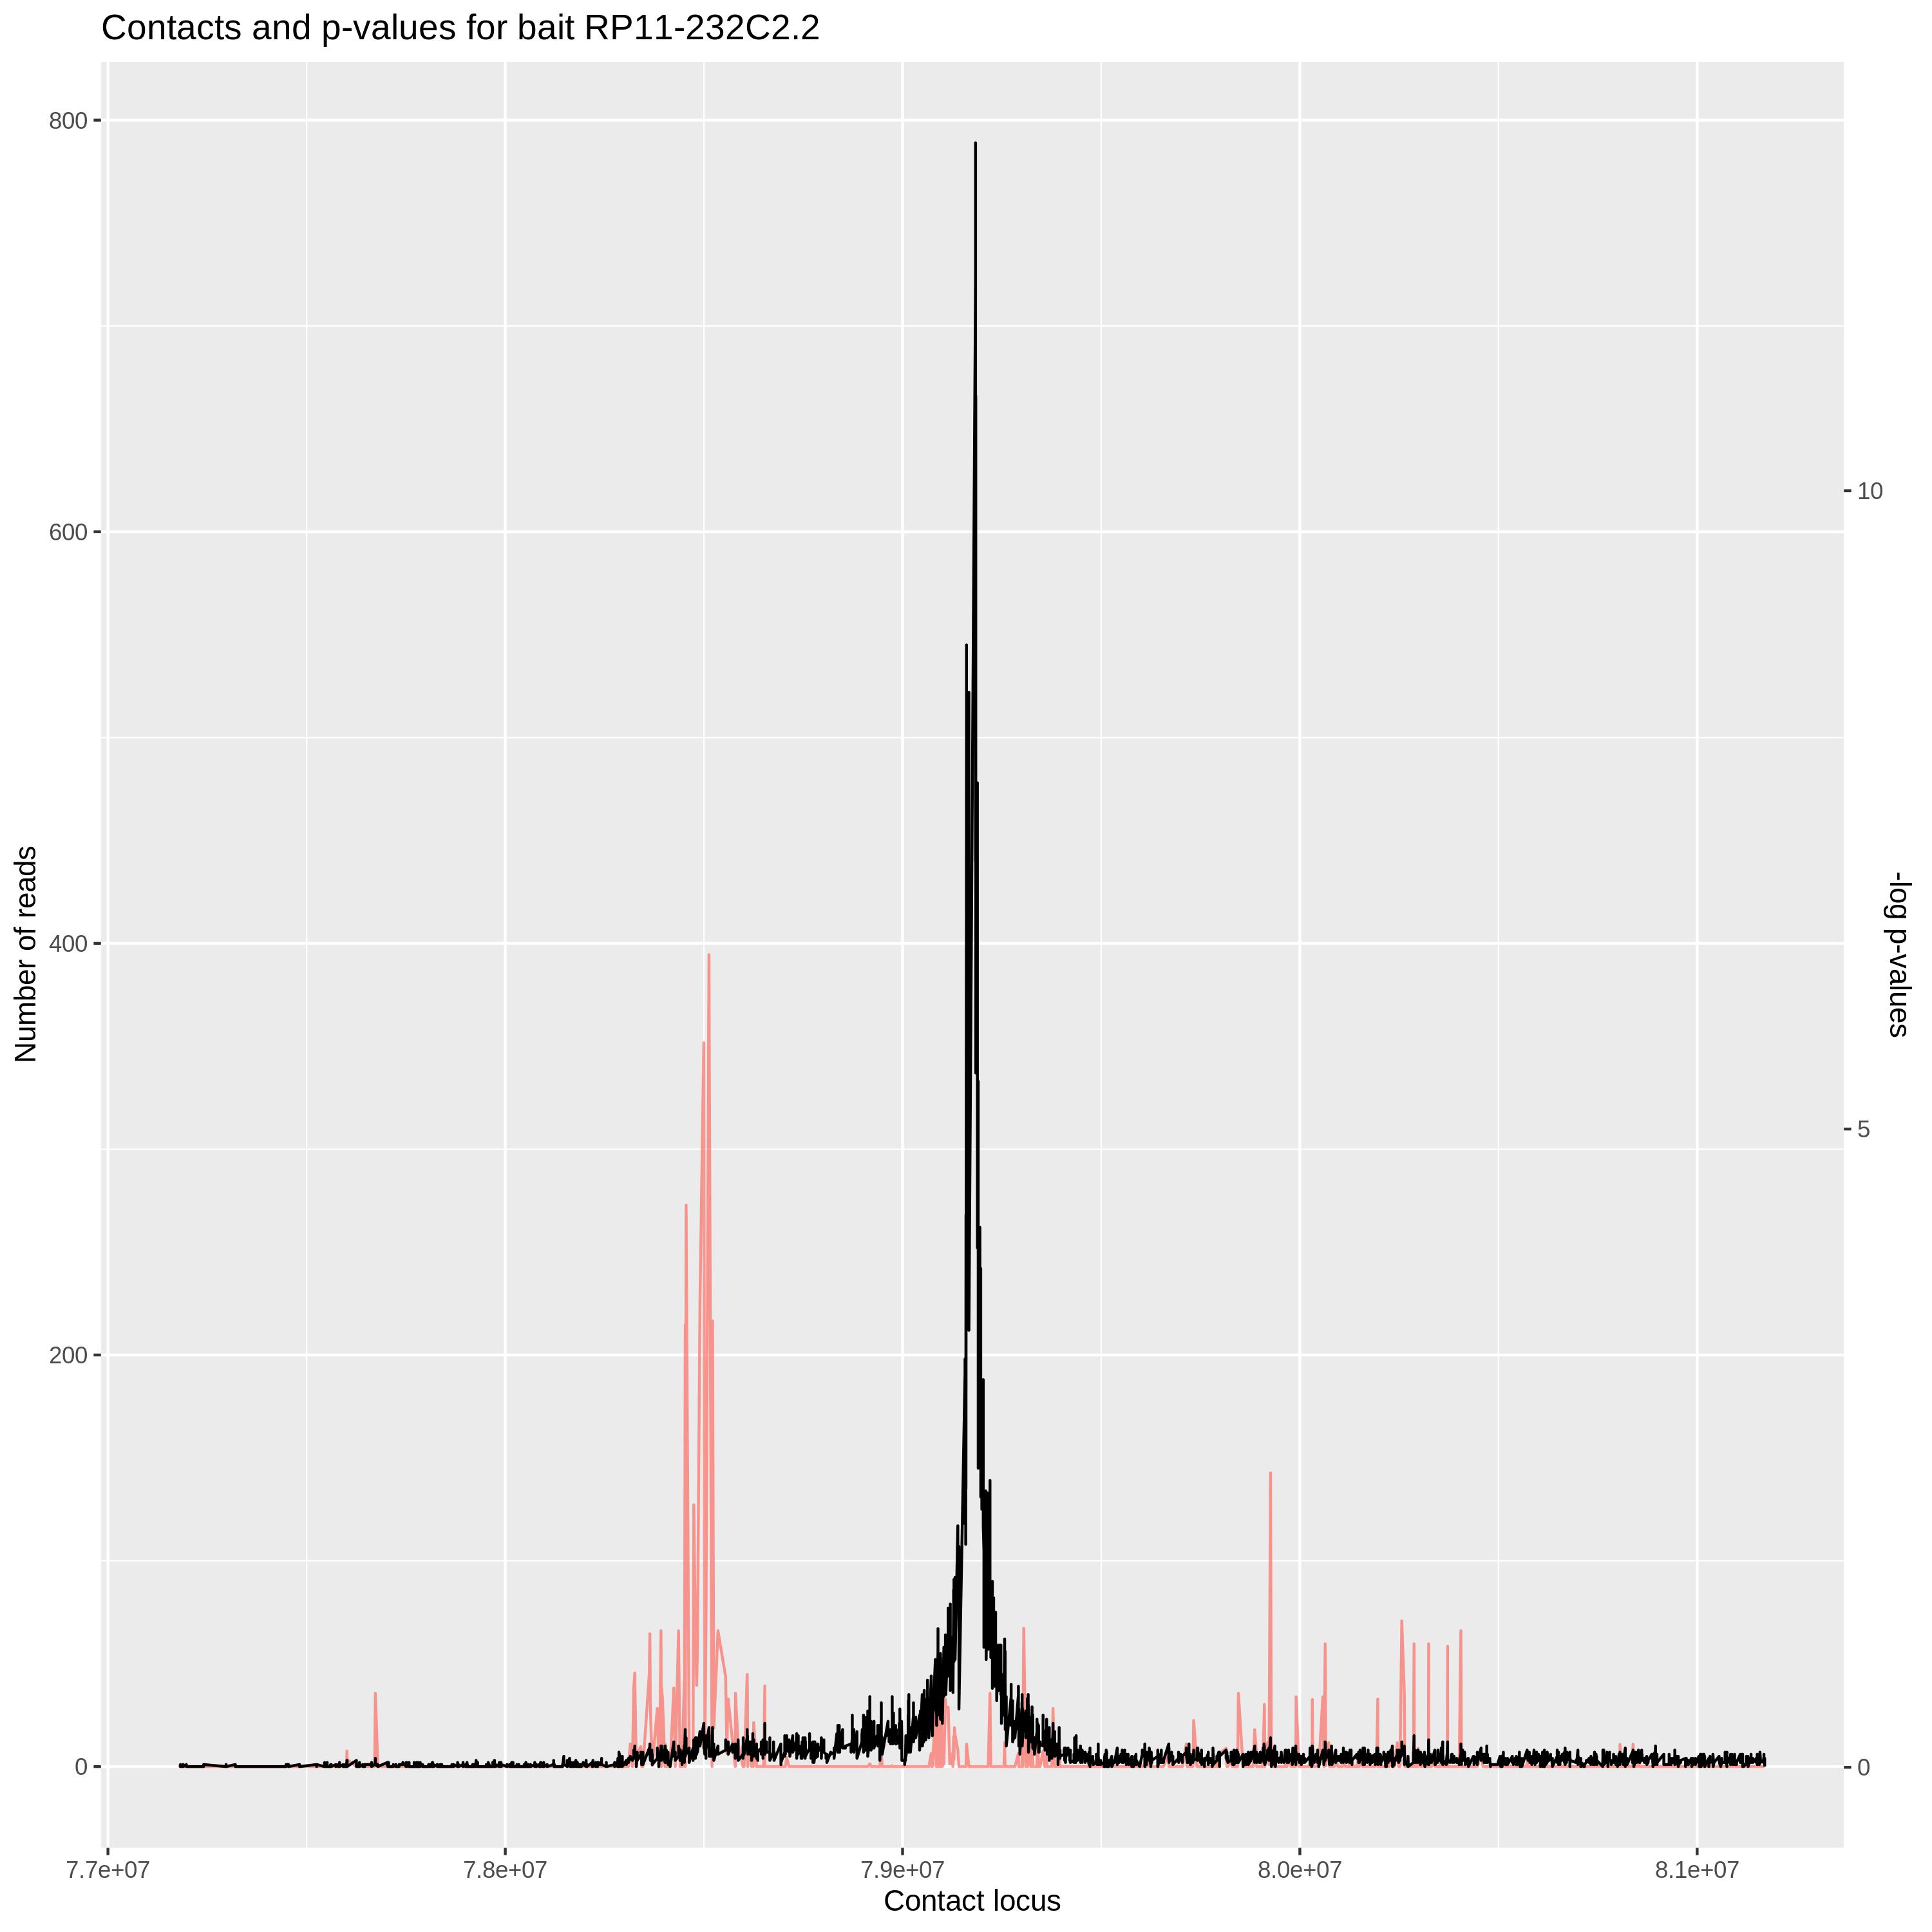 Contacts and p-values for bait RP11-232C2.2
800
600
400
200
0
Number of reads
10
5
0
-log p-values
7.7e+07
7.8e+07
7.9e+07
8.0e+07
8.1e+07
Contact locus